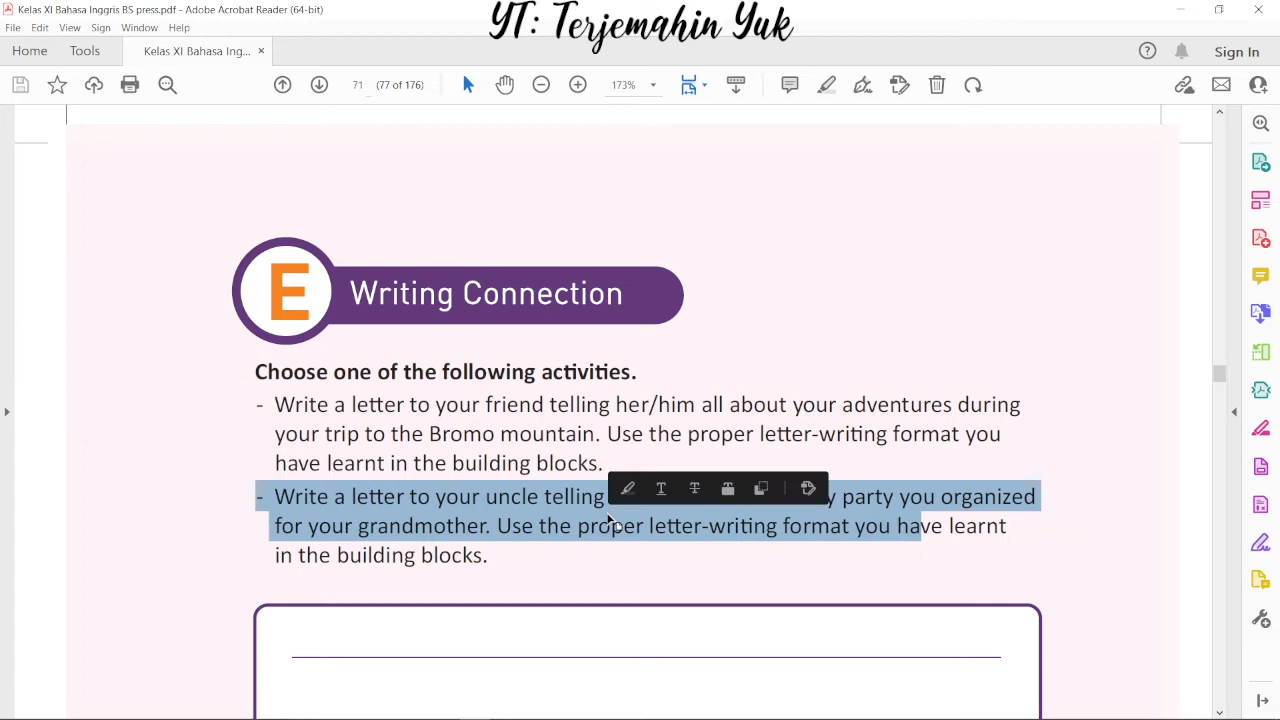 Kelas XI Bahasa Inggris BS press.pdf - Adobe Acrobat Reader (64-bit)
YT: Terjemahin Yuk
File Edit View Sign Window Help
Home Tools Kelas XI Bahasa Ing... × Sign In
71 (77 of 176) 173%
E Writing Connection
Choose one of the following activities.
- Write a letter to your friend telling her/him all about your adventures during
your trip to the Bromo mountain. Use the proper letter-writing format you
have learnt in the building blocks.
- Write a letter to your uncle telling y party you organized
for your grandmother. Use the proper letter-writing format you have learnt
in the building blocks.